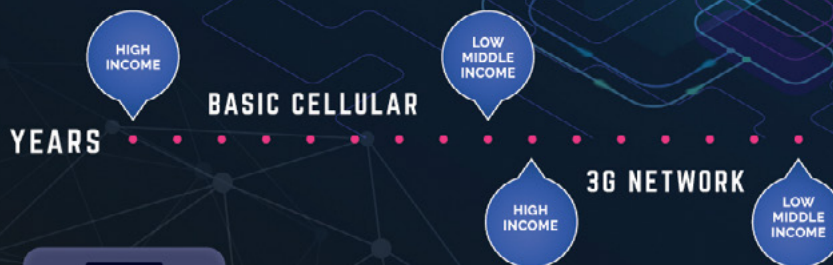 HIGH
INCOME
LOW
MIDDLE
INCOME
BASIC CELLULAR
YEARS
3G NETWORK
HIGH
INCOME
LOW
MIDDLE
INCOME